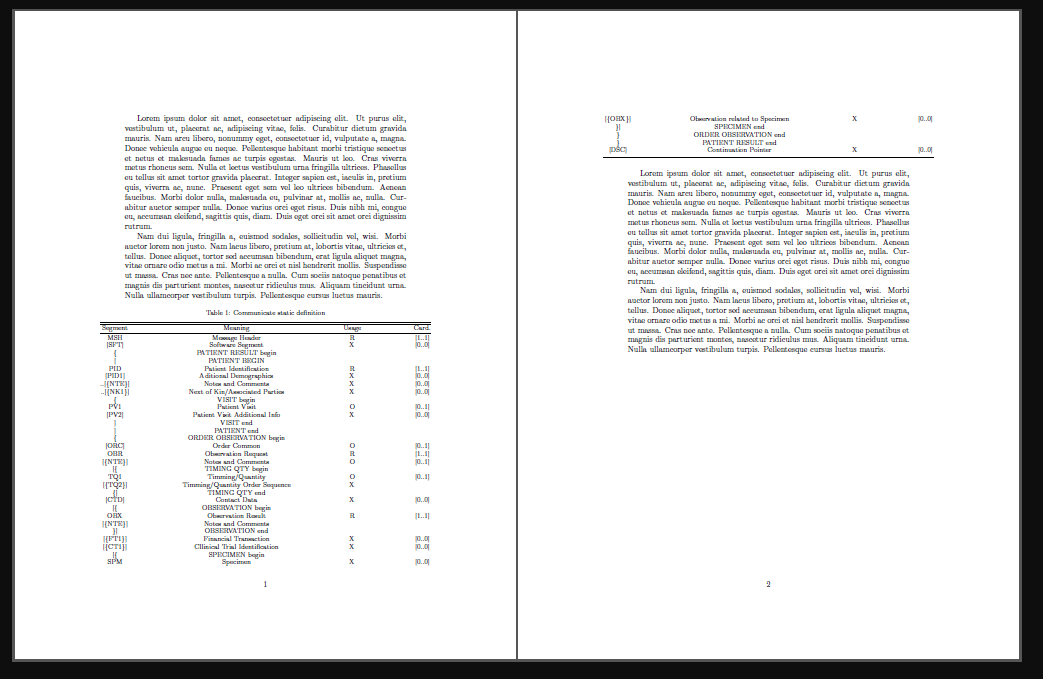 Lorem ipsum dolor sit amet, consectetuer adipiscing elit. Ut purus elit,
vestibulum ut, placerat ac, adipiscing vitae, felis. Curabitur dictum gravida
mauris. Nam arcu libero, nonummy eget, consectetuer id, vulputate a, magna.
Donec vehicula augue eu neque. Pellentesque habitant morbi tristique senectus
et netus et malesuada fames ac turpis egestas. Mauris ut leo. Cras viverra
metus rhoncus sem. Nulla et lectus vestibulum urna fringilla ultrices. Phasellus
eu tellus sit amet tortor gravida placerat. Integer sapien est, iaculis in, pretium
quis, viverra ac, nunc. Praesent eget sem vel leo ultrices bibendum. Aenean
faucibus. Morbi dolor nulla, malesuada eu, pulvinar at, mollis ac, nulla. Cur-
abitur auctor semper nulla. Donec varius orci eget risus. Duis nibh mi, congue
eu, accumsan eleifend, sagittis quis, diam. Duis eget orci sit amet orci dignissim
rutrum.
Nam dui ligula, fringilla a, euismod sodales, sollicitudin vel, wisi. Morbi
auctor lorem non justo. Nam lacus libero, pretium at, lobortis vitae, ultricies et,
tellus. Donec aliquet, tortor sed accumsan bibendum, erat ligula aliquet magna,
vitae ornare odio metus a mi. Morbi ac orci et nisl hendrerit mollis. Suspendisse
ut massa. Cras nec ante. Pellentesque a nulla. Cum sociis natoque penatibus et
magnis dis parturient montes, nascetur ridiculus mus. Aliquam tincidunt urna.
Nulla ullamcorper vestibulum turpis. Pellentesque cursus luctus mauris.
Table 1: Communicate static definition
Segment Meaning Usage Card.
MSH Message Header R [1..1]
[SFT] Software Segment X [0..0]
{ PATIENT RESULT begin
[ PATIENT BEGIN
PID Patient Identification R [1..1]
[PID1] Aditional Demographics X [0..0]
..[{NTE}] Notes and Comments X [0..0]
..[{NK1}] Next of Kin/Associated Parties X [0..0]
{ VISIT begin
PV1 Patient Visit O [0..1]
[PV2] Patient Visit Additional Info X [0..0]
] VISIT end
] PATIENT end
{ ORDER OBSERVATION begin
[ORC] Order Common O [0..1]
OBR Observation Request R [1..1]
[{NTE}] Notes and Comments O [0..1]
[{ TIMING QTY begin
TQ1 Timming/Quantity O [0..1]
[{TQ2}] Timming/Quantity Order Sequence X
{] TIMING QTY end
[CTD] Contact Data X [0..0]
[{ OBSERVATION begin
OBX Observation Result R [1..1]
[{NTE}] Notes and Comments
}] OBSERVATION end
[{FT1}] Financial Transaction X [0..0]
[{CT1}] Cllinical Trial Identification X [0..0]
[{ SPECIMEN begin
SPM Specimen X [0..0]
1
[{OBX}] Observation related to Specimen X [0..0]
}] SPECIMEN end
} ORDER OBSERVATION end
} PATIENT RESULT end
[DSC] Continuation Pointer X [0..0]
Lorem ipsum dolor sit amet, consectetuer adipiscing elit. Ut purus elit,
vestibulum ut, placerat ac, adipiscing vitae, felis. Curabitur dictum gravida
mauris. Nam arcu libero, nonummy eget, consectetuer id, vulputate a, magna.
Donec vehicula augue eu neque. Pellentesque habitant morbi tristique senectus
et netus et malesuada fames ac turpis egestas. Mauris ut leo. Cras viverra
metus rhoncus sem. Nulla et lectus vestibulum urna fringilla ultrices. Phasellus
eu tellus sit amet tortor gravida placerat. Integer sapien est, iaculis in, pretium
quis, viverra ac, nunc. Praesent eget sem vel leo ultrices bibendum. Aenean
faucibus. Morbi dolor nulla, malesuada eu, pulvinar at, mollis ac, nulla. Cur-
abitur auctor semper nulla. Donec varius orci eget risus. Duis nibh mi, congue
eu, accumsan eleifend, sagittis quis, diam. Duis eget orci sit amet orci dignissim
rutrum.
Nam dui ligula, fringilla a, euismod sodales, sollicitudin vel, wisi. Morbi
auctor lorem non justo. Nam lacus libero, pretium at, lobortis vitae, ultricies et,
tellus. Donec aliquet, tortor sed accumsan bibendum, erat ligula aliquet magna,
vitae ornare odio metus a mi. Morbi ac orci et nisl hendrerit mollis. Suspendisse
ut massa. Cras nec ante. Pellentesque a nulla. Cum sociis natoque penatibus et
magnis dis parturient montes, nascetur ridiculus mus. Aliquam tincidunt urna.
Nulla ullamcorper vestibulum turpis. Pellentesque cursus luctus mauris.
2